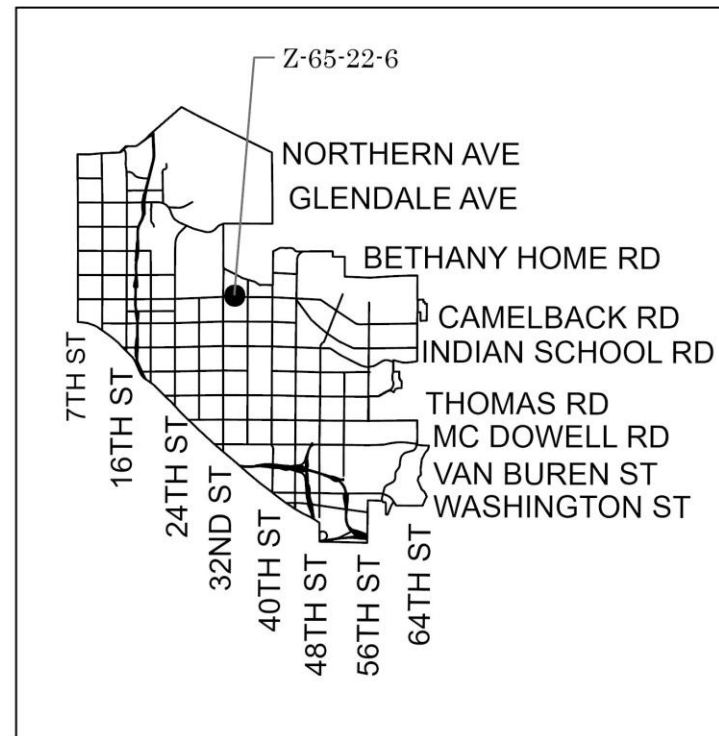 Z-65-22-6
NORTHERN AVE
GLENDALE AVE
BETHANY HOME RD
CAMELBACK RD
INDIAN SCHOOL RD
THOMAS RD
MC DOWELL RD
VAN BUREN ST
WASHINGTON ST
7TH ST
16TH ST
24TH ST
32ND ST
40TH ST
48TH ST
56TH ST
64TH ST